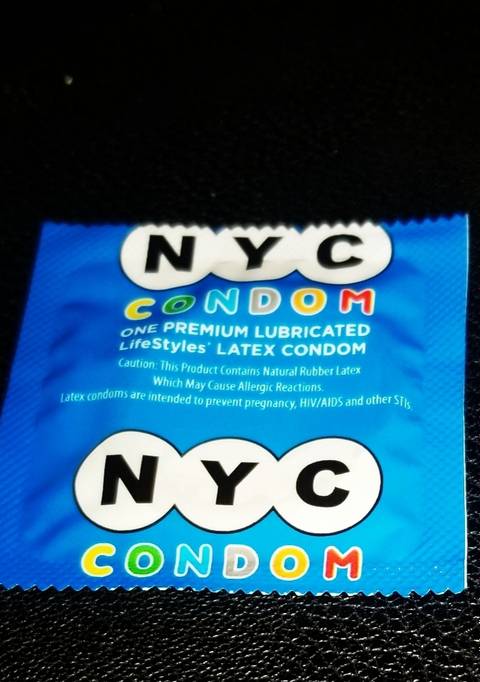 NYC
CONDOM
ONE PREMIUM LUBRICATED
LifeStyles® LATEX CONDOM
Caution: This Product Contains Natural Rubber Latex
Which May Cause Allergic Reactions.
Latex condoms are intended to prevent pregnancy, HIV/AIDS and other STIs.
NYC
CONDOM